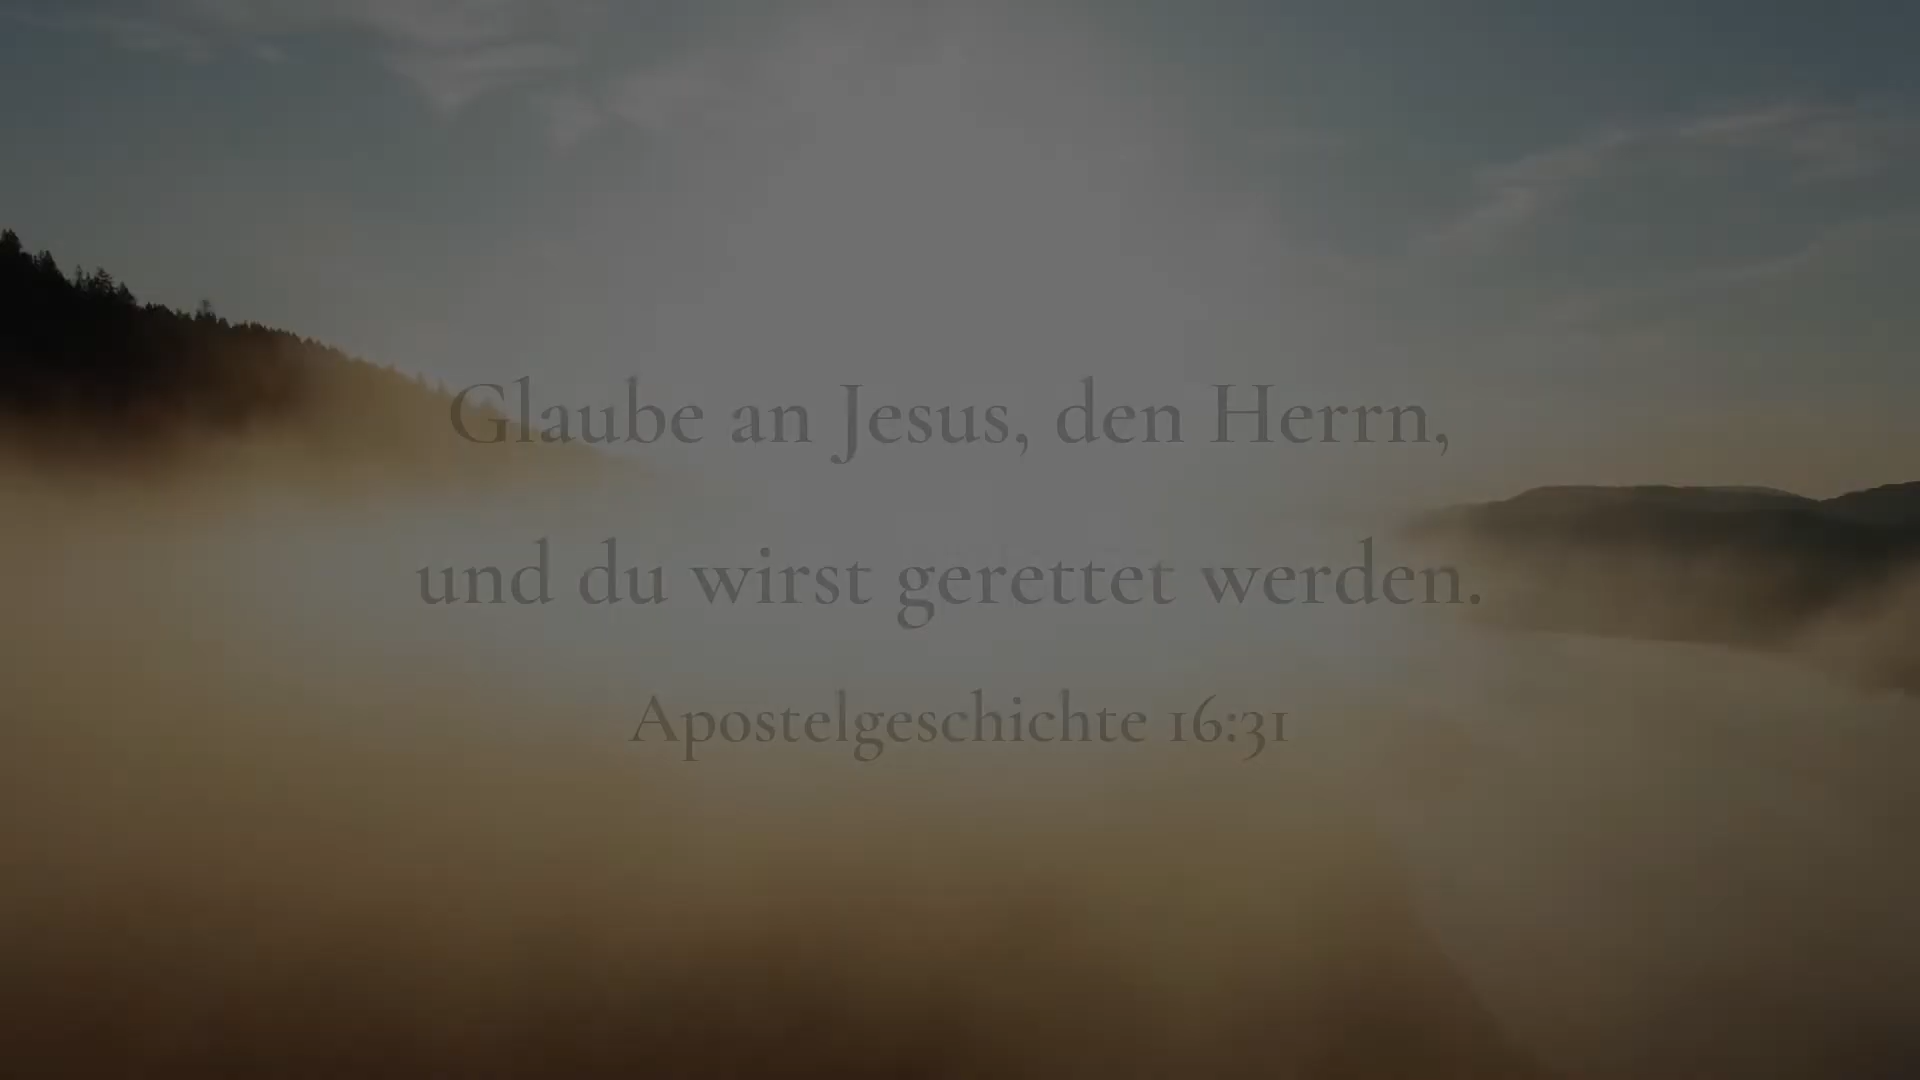 Glaube an Jesus, den Herrn,
und du wirst gerettet werden.
Apostelgeschichte 16:31